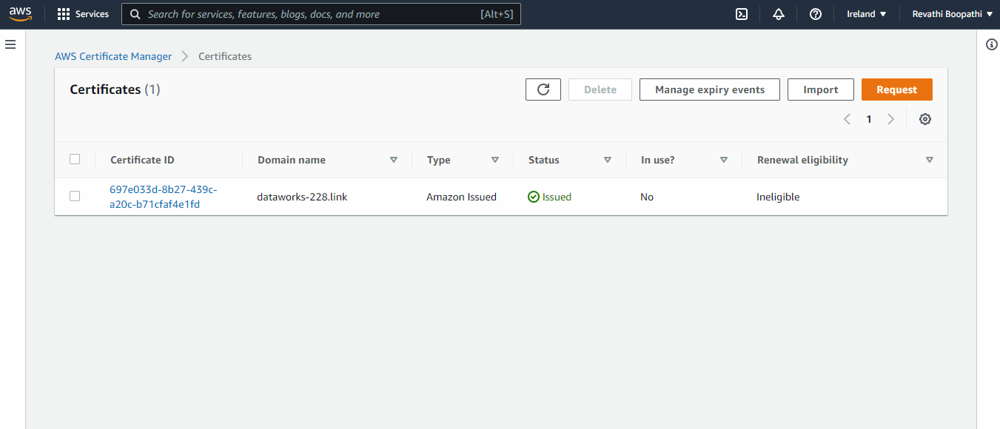 aws Services Search for services, features, blogs, docs, and more [Alt+S] Ireland Revathi Boopathi
AWS Certificate Manager Certificates
Certificates (1) Delete Manage expiry events Import Request
1
Certificate ID Domain name Type Status In use? Renewal eligibility
697e033d-8b27-439c-
a20c-b71cfaf4e1fd dataworks-228.link Amazon Issued Issued No Ineligible